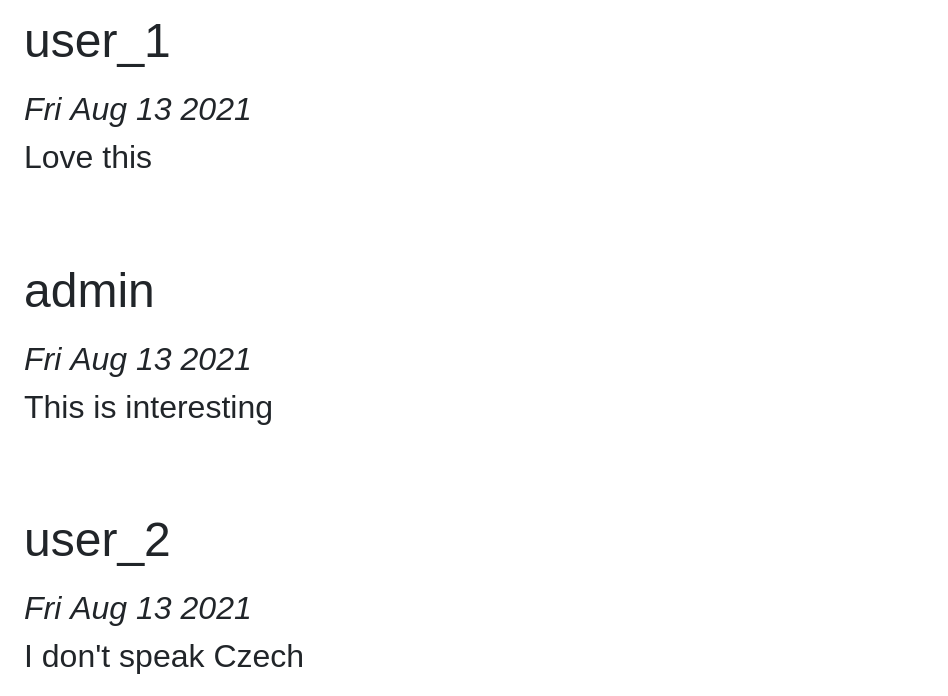 user_1
Fri Aug 13 2021
Love this
admin
Fri Aug 13 2021
This is interesting
user_2
Fri Aug 13 2021
I don't speak Czech